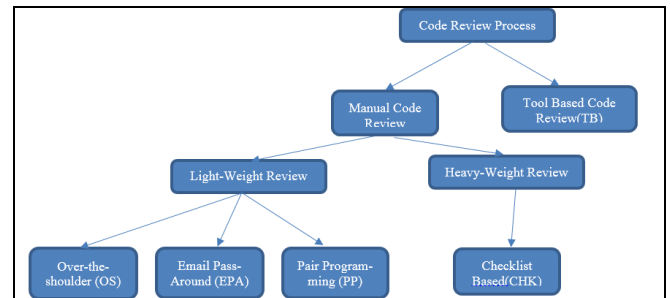 Code Review Process
Manual Code
Review
Tool Based Code
Review(TB)
Light-Weight Review
Heavy-Weight Review
Over-the-
shoulder (OS)
Email Pass-
Around (EPA)
Pair Program-
ming (PP)
Checklist
Based(CHK)